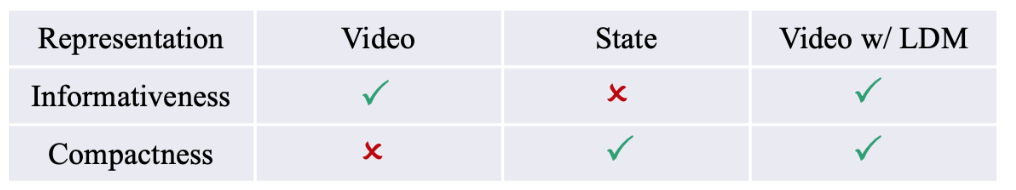 Representation Video State Video w/ LDM
Informativeness ✓ ✗ ✓
Compactness ✗ ✓ ✓